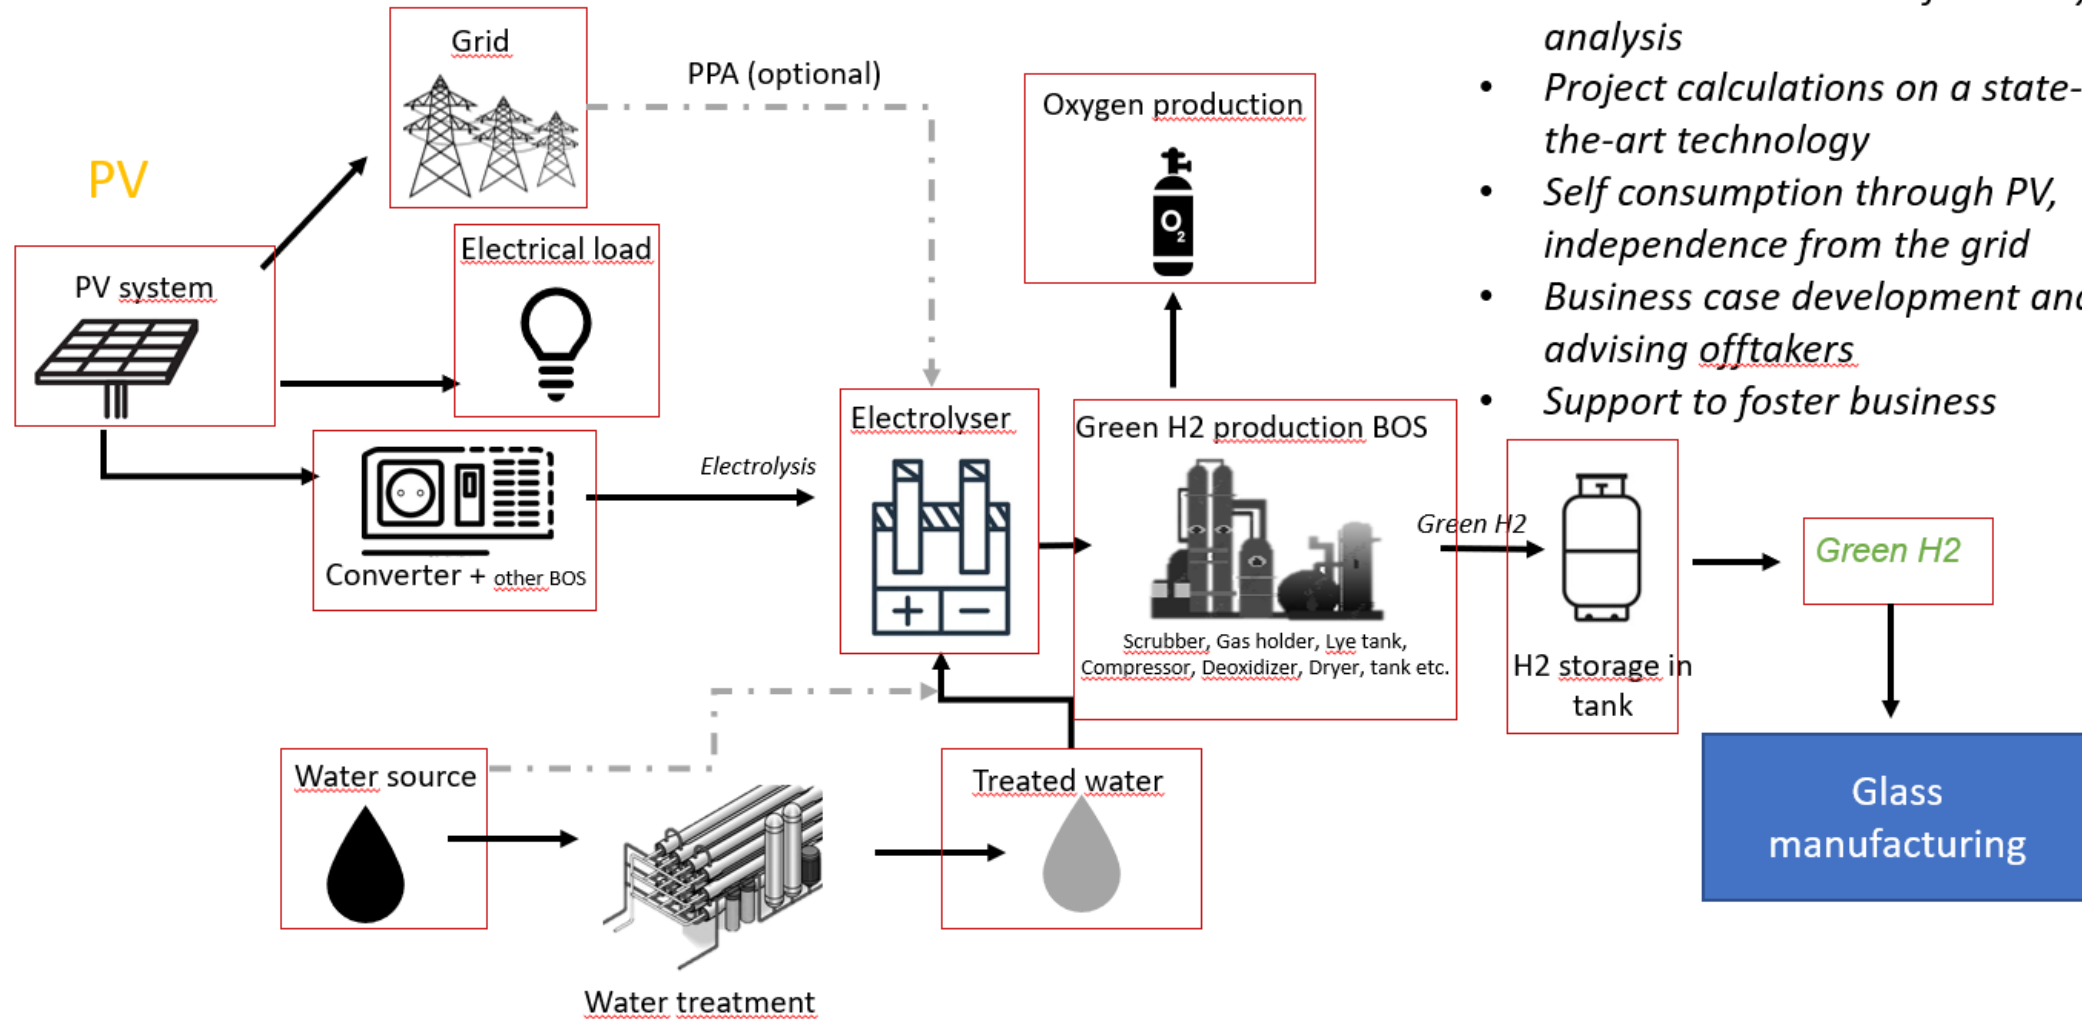 analysis
• Project calculations on a state-
the-art technology
• Self consumption through PV,
independence from the grid
• Business case development and
advising offtakers
• Support to foster business
Grid
PPA (optional)
PV
Electrical load
PV system
Oxygen production
O2
Electrolyser
Green H2 production BOS
Electrolysis
Green H2
Green H2
Converter + other BOS
Scrubber, Gas holder, Lye tank,
Compressor, Deoxidizer, Dryer, tank etc.
H2 storage in
tank
Water source
Treated water
Glass
manufacturing
Water treatment